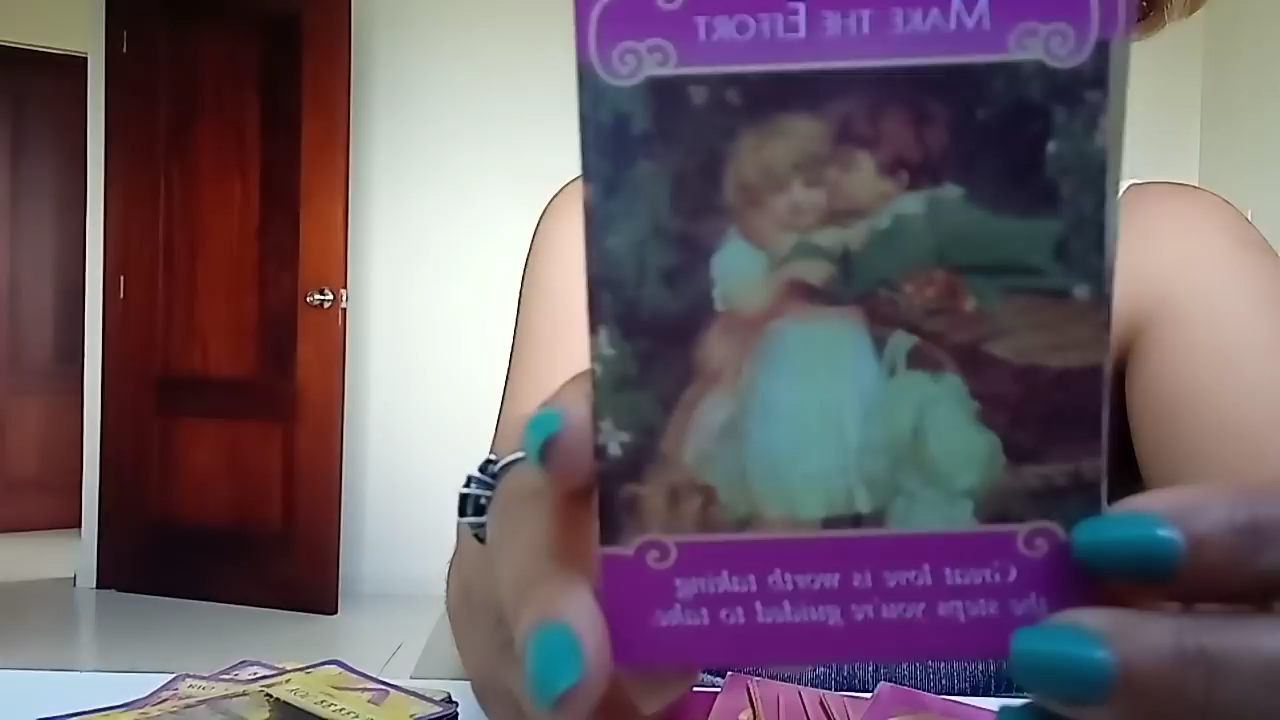 MAKE THE EFFORT
Great love is worth taking
the steps you're guided to take.